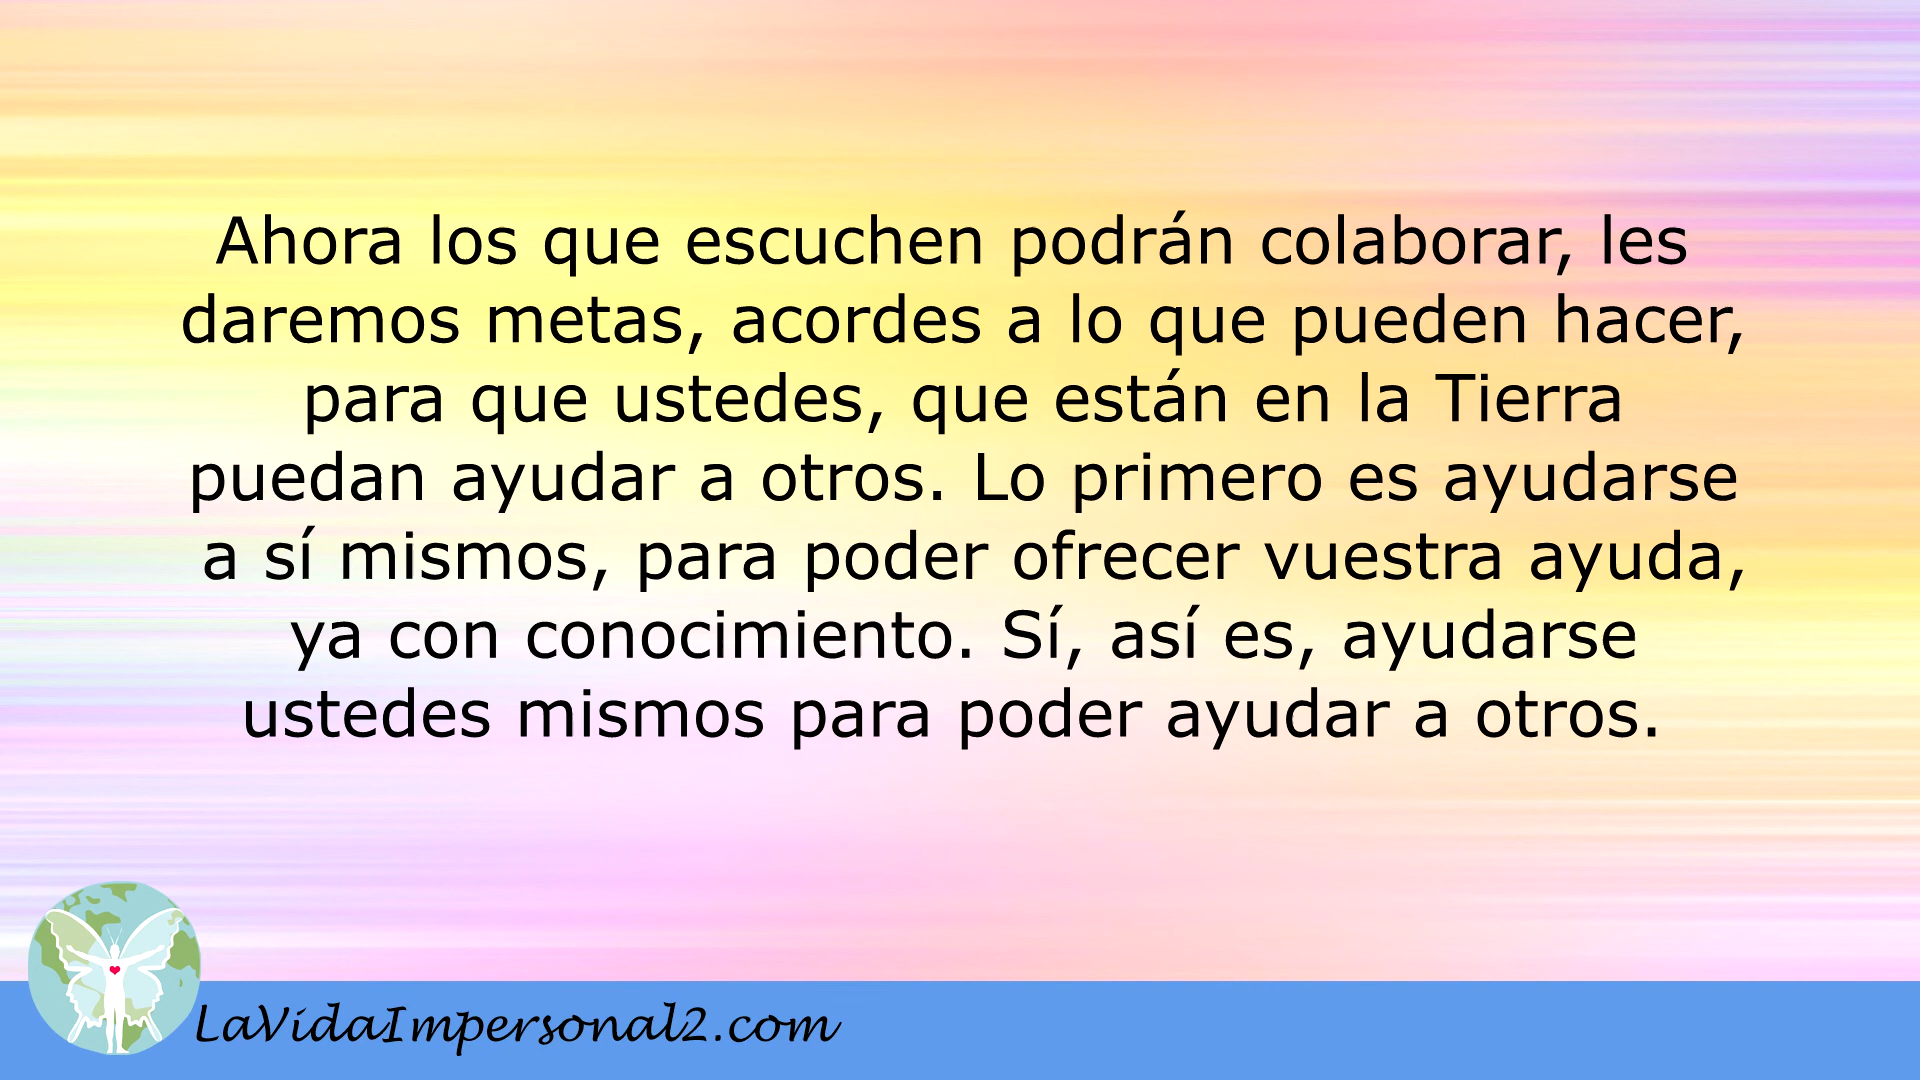 Ahora los que escuchen podrán colaborar, les
daremos metas, acordes a lo que pueden hacer,
para que ustedes, que están en la Tierra
puedan ayudar a otros. Lo primero es ayudarse
a sí mismos, para poder ofrecer vuestra ayuda,
ya con conocimiento. Sí, así es, ayudarse
ustedes mismos para poder ayudar a otros.
LaVidaImpersonal2.com